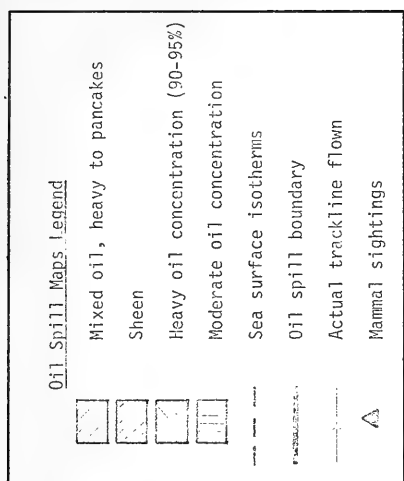 Oil Spill Maps Legend
Mixed oil, heavy to pancakes
Sheen
Heavy oil concentration (90-95%)
Moderate oil concentration
Sea surface isotherms
Oil spill boundary
Actual trackline flown
Mammal sightings